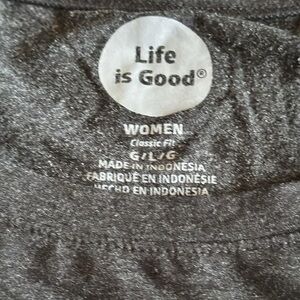 Life
is Good®
WOMEN
Classic Fit
G/L/G
MADE IN INDONESIA
FABRIQUÉ EN INDONÉSIE
HECHO EN INDONESIA